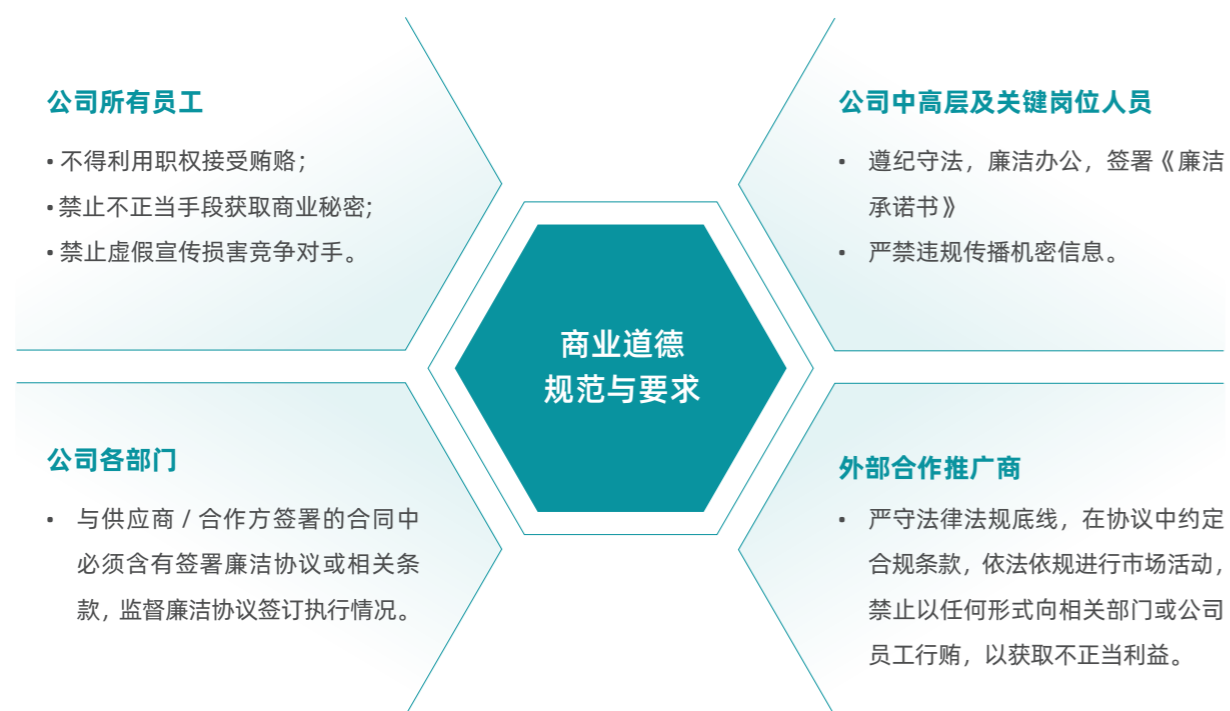 公司所有员工
• 不得利用职权接受贿赂；
• 禁止不正当手段获取商业秘密;
• 禁止虚假宣传损害竞争对手。
公司中高层及关键岗位人员
• 遵纪守法，廉洁办公，签署《廉洁
承诺书》
• 严禁违规传播机密信息。
商业道德
规范与要求
公司各部门
• 与供应商 / 合作方签署的合同中
必须含有签署廉洁协议或相关条
款，监督廉洁协议签订执行情况。
外部合作推广商
• 严守法律法规底线，在协议中约定
合规条款，依法依规进行市场活动，
禁止以任何形式向相关部门或公司
员工行贿，以获取不正当利益。